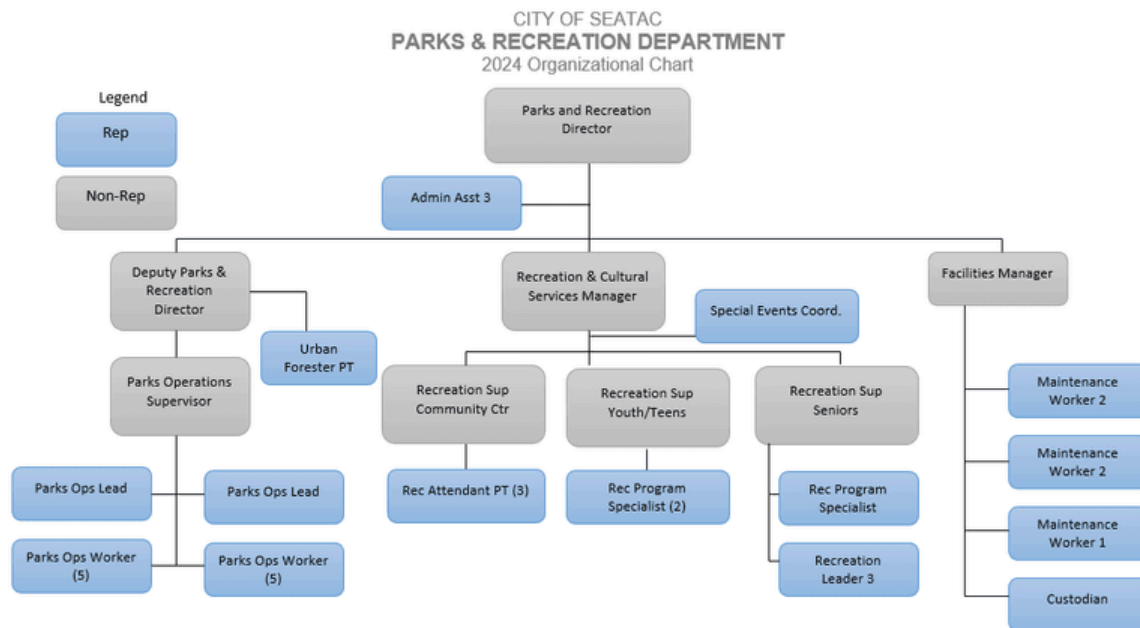 CITY OF SEATAC
PARKS & RECREATION DEPARTMENT
2024 Organizational Chart
Legend
Rep
Non-Rep
Parks and Recreation
Director
Admin Asst 3
Deputy Parks &
Recreation
Director
Recreation & Cultural
Services Manager
Facilities Manager
Special Events Coord.
Urban
Forester PT
Parks Operations
Supervisor
Recreation Sup
Community Ctr
Recreation Sup
Youth/Teens
Recreation Sup
Seniors
Maintenance
Worker 2
Maintenance
Worker 2
Maintenance
Worker 1
Custodian
Parks Ops Lead
Parks Ops Lead
Rec Attendant PT (3)
Rec Program
Specialist (2)
Rec Program
Specialist
Parks Ops Worker
(5)
Parks Ops Worker
(5)
Recreation
Leader 3